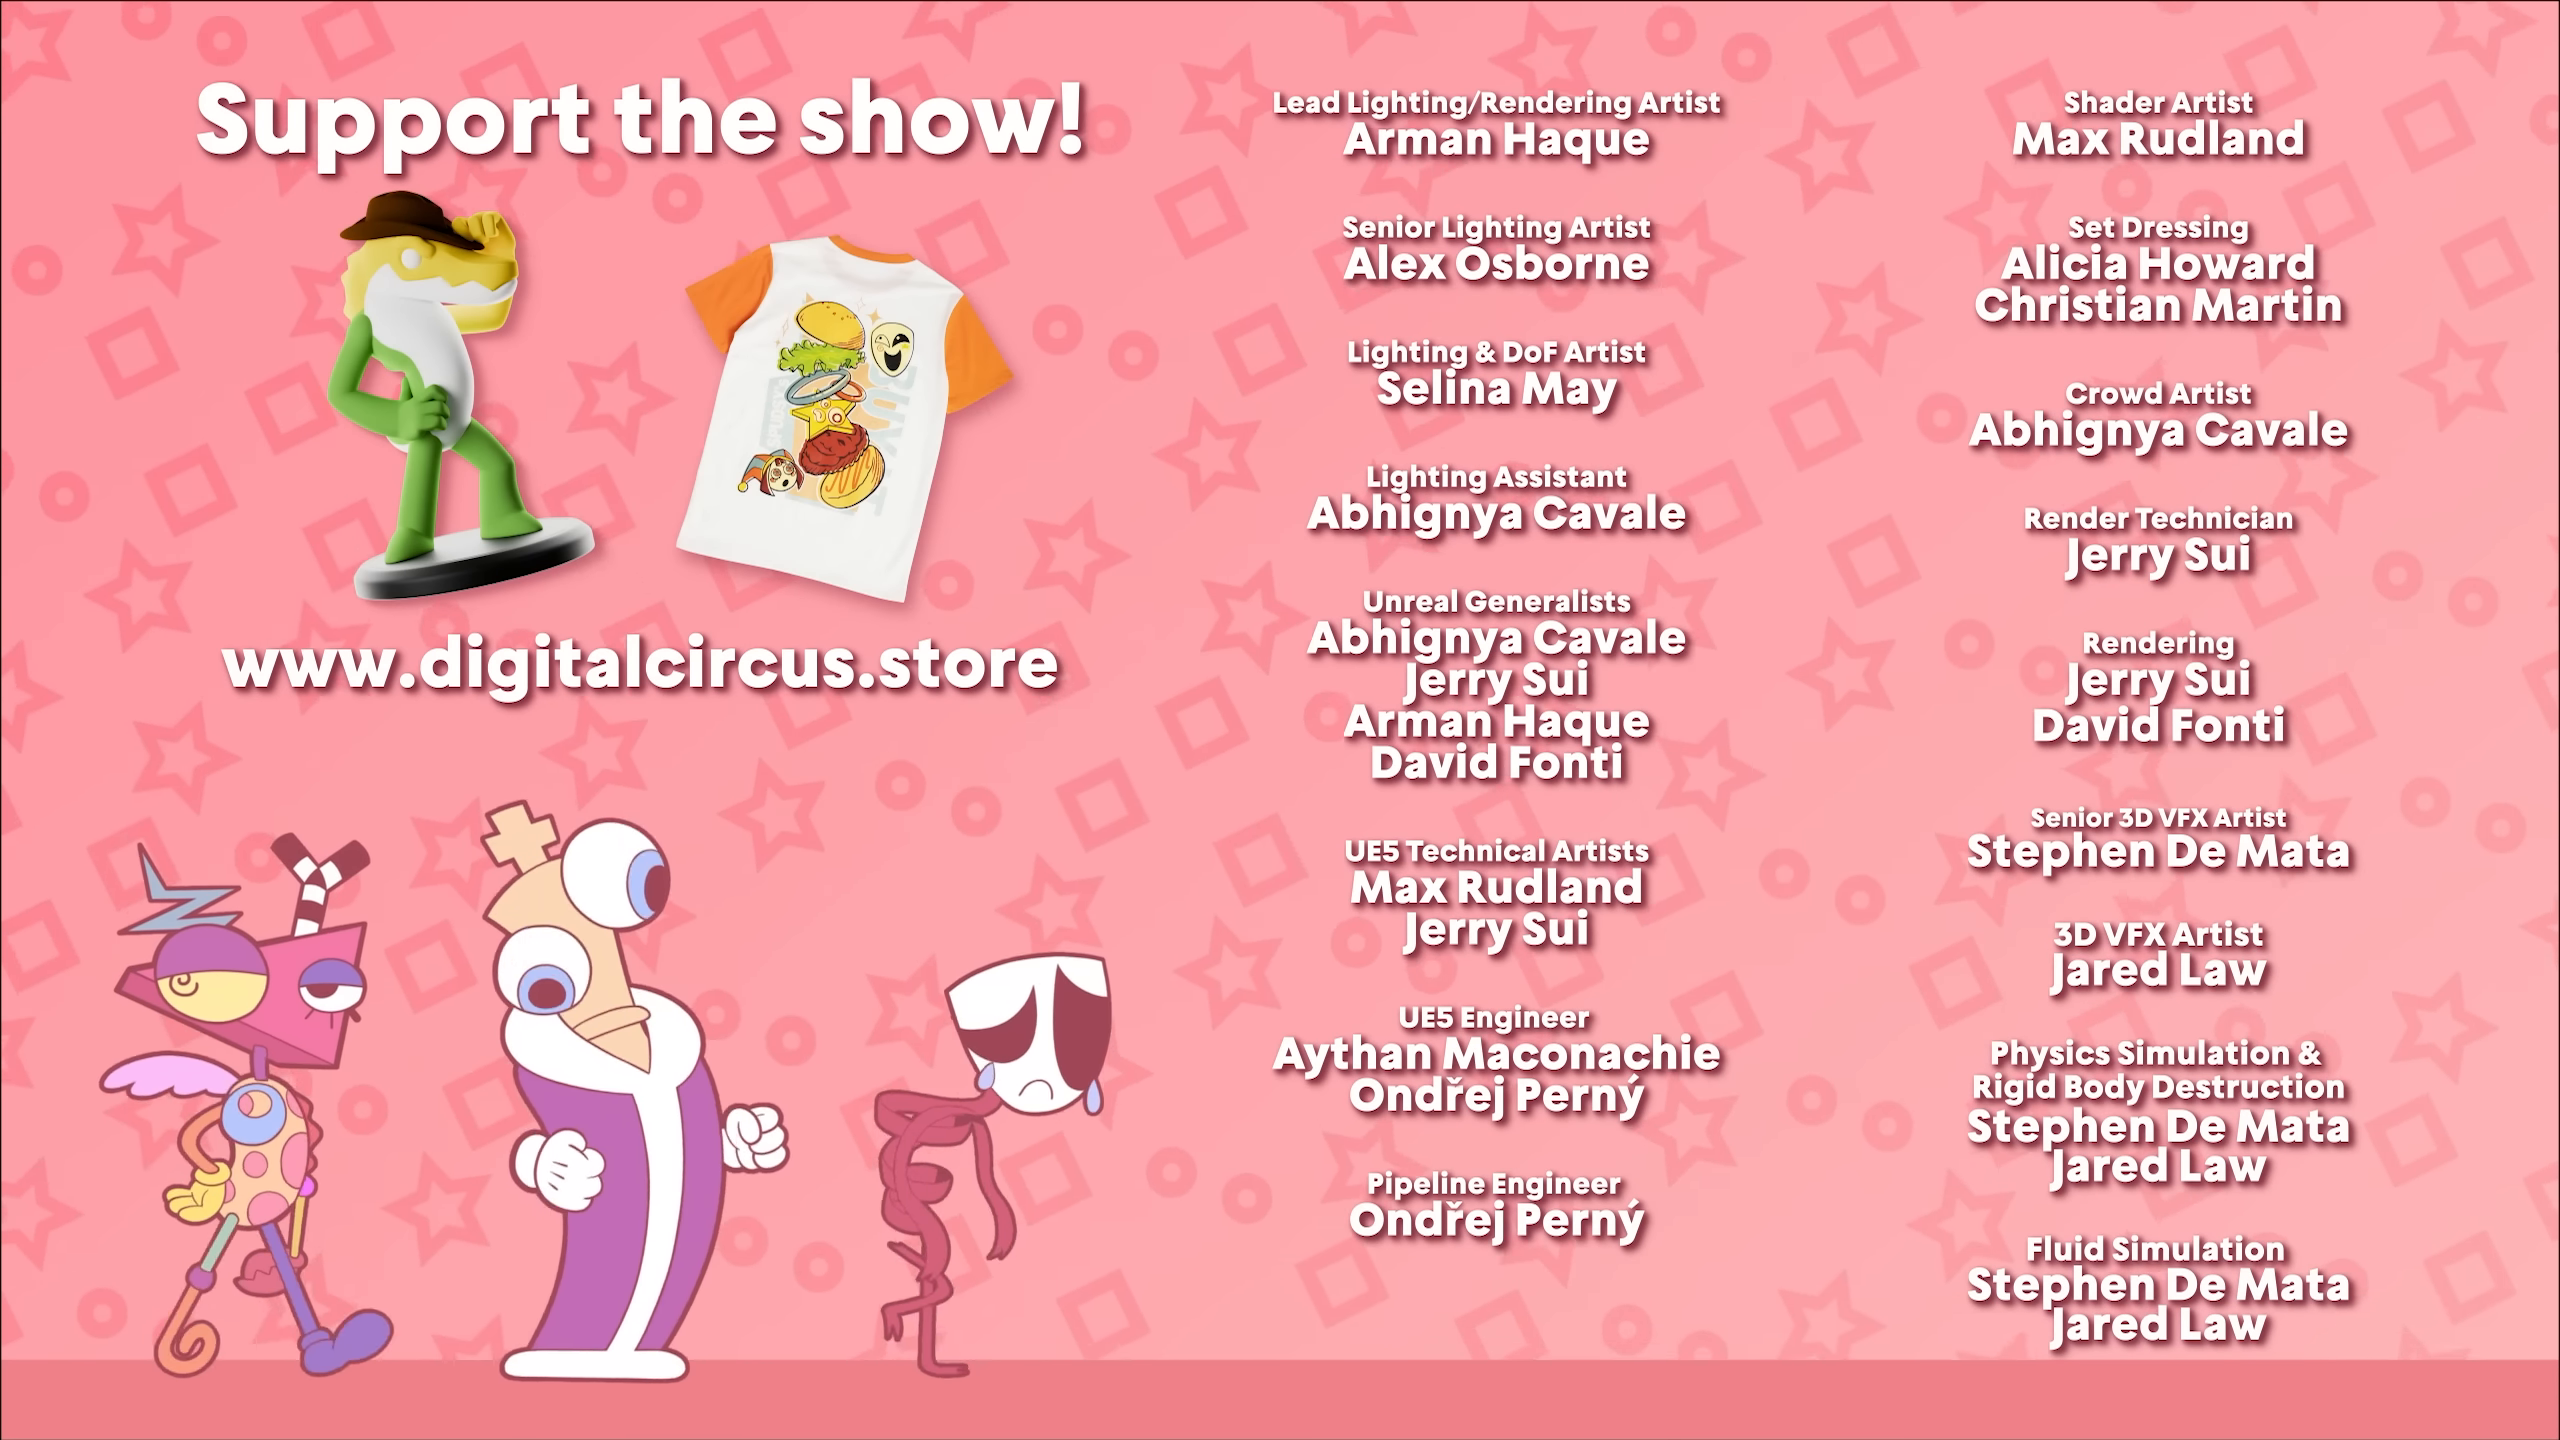 Support the show!
www.digitalcircus.store
Lead Lighting/Rendering Artist
Arman Haque
Senior Lighting Artist
Alex Osborne
Lighting & DoF Artist
Selina May
Lighting Assistant
Abhignya Cavale
Unreal Generalists
Abhignya Cavale
Jerry Sui
Arman Haque
David Fonti
UE5 Technical Artists
Max Rudland
Jerry Sui
UE5 Engineer
Aythan Maconachie
Ondřej Perný
Pipeline Engineer
Ondřej Perný
Shader Artist
Max Rudland
Set Dressing
Alicia Howard
Christian Martin
Crowd Artist
Abhignya Cavale
Render Technician
Jerry Sui
Rendering
Jerry Sui
David Fonti
Senior 3D VFX Artist
Stephen De Mata
3D VFX Artist
Jared Law
Physics Simulation &
Rigid Body Destruction
Stephen De Mata
Jared Law
Fluid Simulation
Stephen De Mata
Jared Law